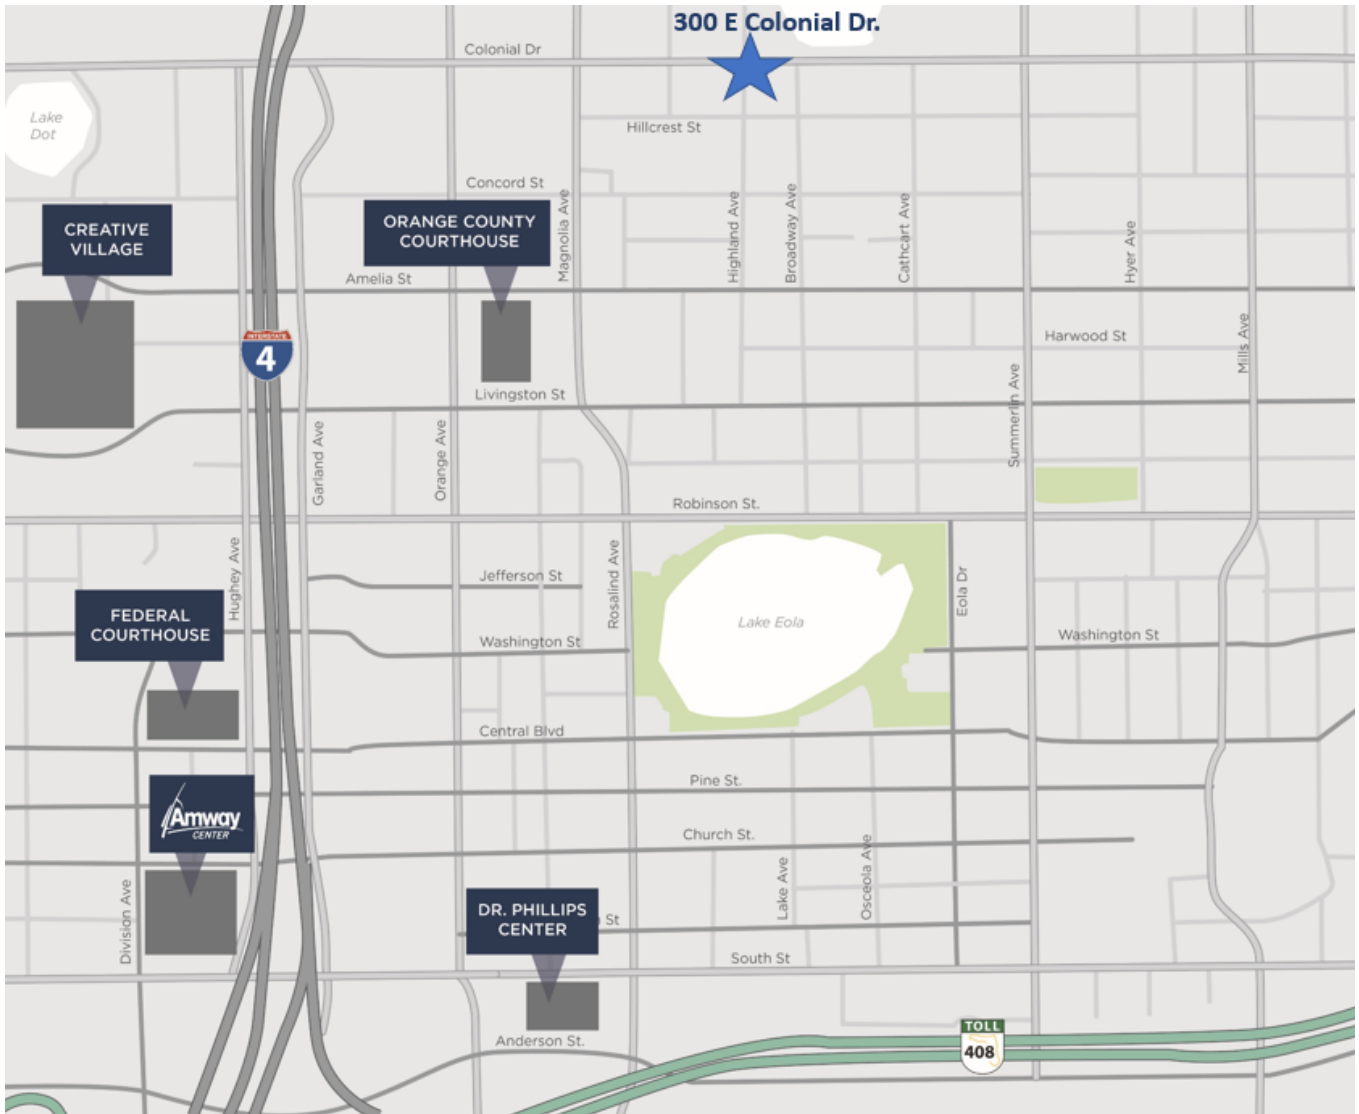 300 E Colonial Dr.
Colonial Dr
Lake
Dot
Hillcrest St
Concord St
CREATIVE
VILLAGE
ORANGE COUNTY
COURTHOUSE
Magnolia Ave
Highland Ave
Broadway Ave
Cathcart Ave
Hyer Ave
Amelia St
INTERSTATE
4
Harwood St
Mills Ave
Livingston St
Summerlin Ave
Garland Ave
Orange Ave
Robinson St.
Hughey Ave
Rosalind Ave
Jefferson St
Eola Dr
FEDERAL
COURTHOUSE
Lake Eola
Washington St
Washington St
Central Blvd
Pine St.
Amway
CENTER
Church St.
Division Ave
Lake Ave
Osceola Ave
DR. PHILLIPS
CENTER
St
South St
Anderson St.
TOLL
408